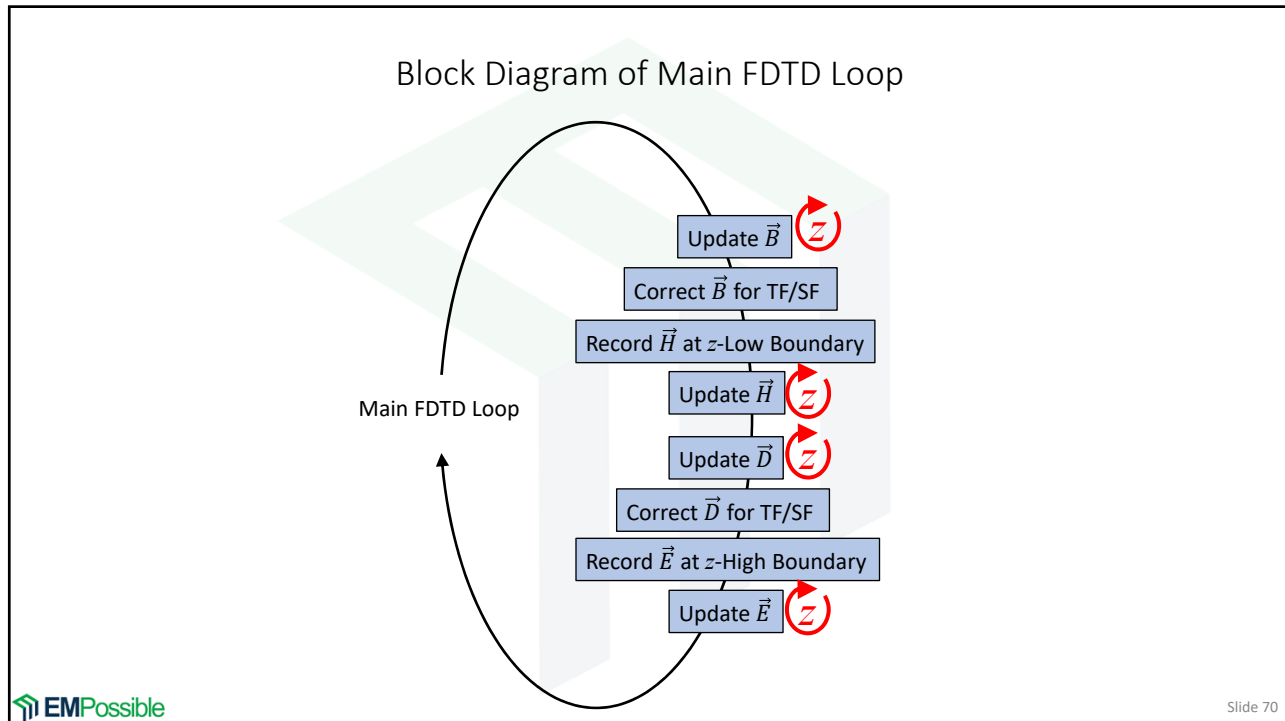 Block Diagram of Main FDTD Loop
Update B⃗
z
Correct B⃗ for TF/SF
Record H⃗ at z-Low Boundary
Update H⃗
z
Main FDTD Loop
Update D⃗
z
Correct D⃗ for TF/SF
Record E⃗ at z-High Boundary
Update E⃗
z
EMPossible
Slide 70